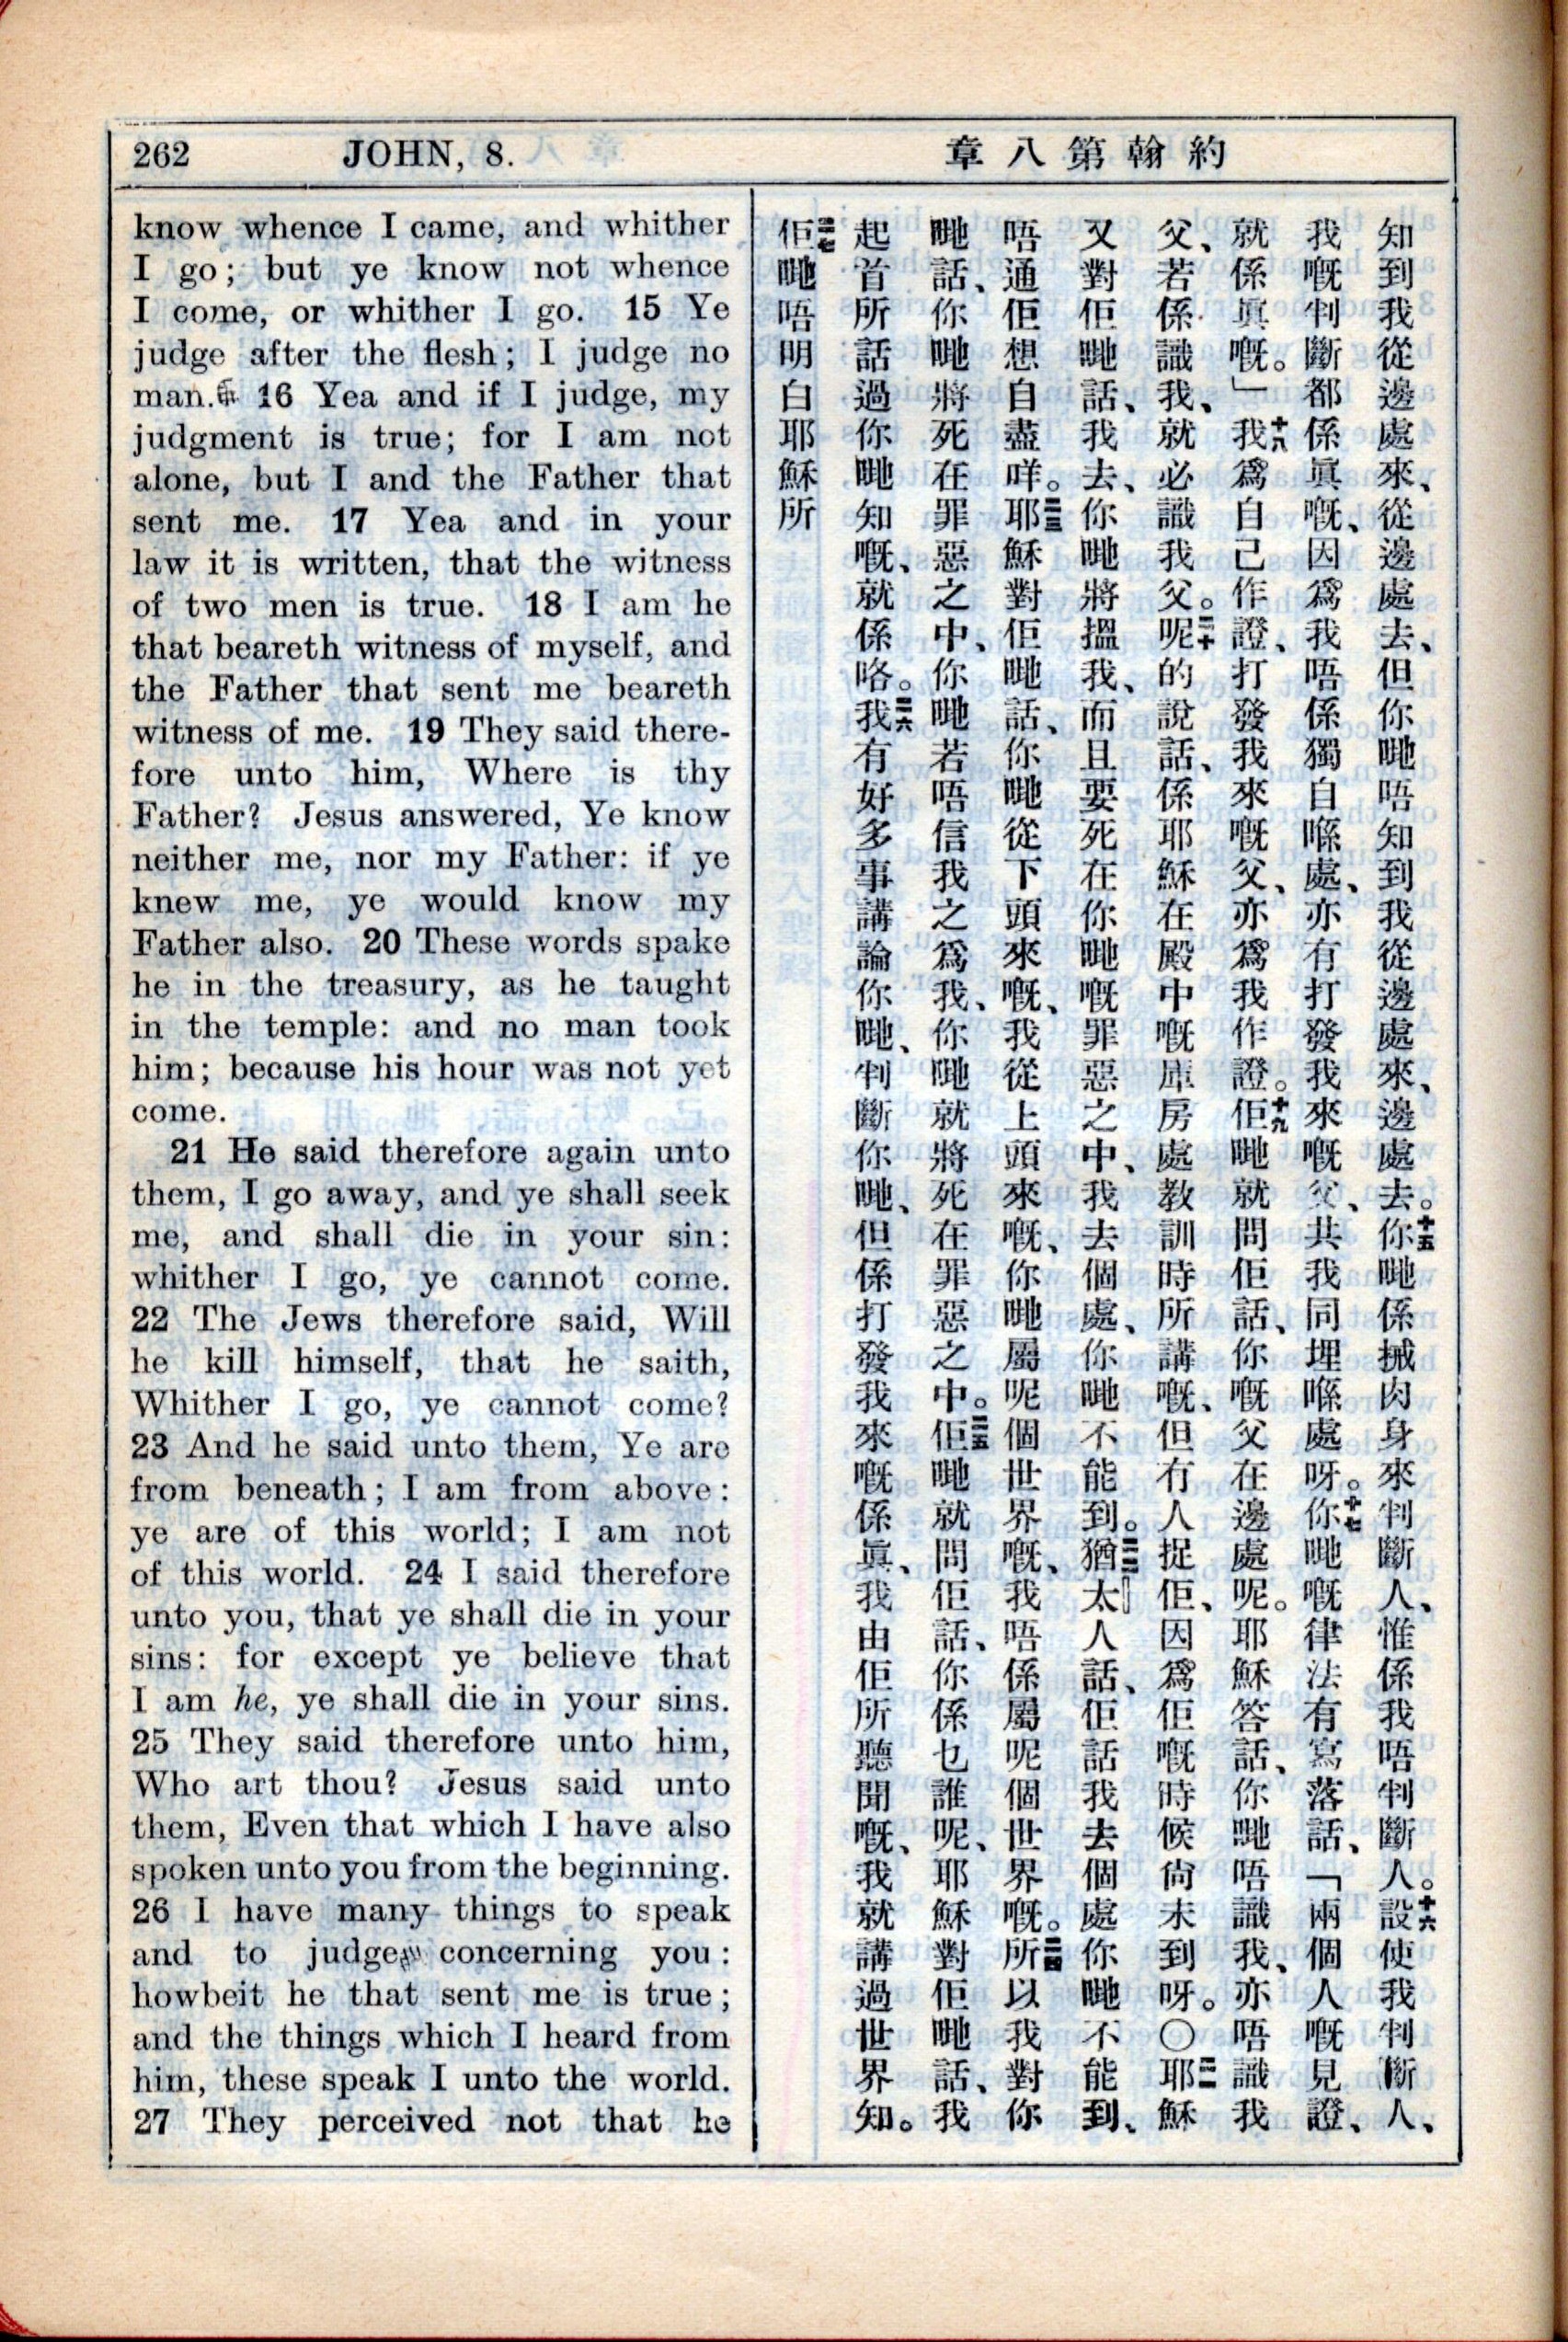 262 JOHN, 8.
章八第翰約
know whence I came, and whither
I go; but ye know not whence
I come, or whither I go. 15 Ye
judge after the flesh; I judge no
man. 16 Yea and if I judge, my
judgment is true; for I am not
alone, but I and the Father that
sent me. 17 Yea and in your
law it is written, that the witness
of two men is true. 18 I am he
that beareth witness of myself, and
the Father that sent me beareth
witness of me. 19 They said there-
fore unto him, Where is thy
Father? Jesus answered, Ye know
neither me, nor my Father: if ye
knew me, ye would know my
Father also. 20 These words spake
he in the treasury, as he taught
in the temple: and no man took
him; because his hour was not yet
come.
21 He said therefore again unto
them, I go away, and ye shall seek
me, and shall die in your sin:
whither I go, ye cannot come.
22 The Jews therefore said, Will
he kill himself, that he saith,
Whither I go, ye cannot come?
23 And he said unto them, Ye are
from beneath; I am from above:
ye are of this world; I am not
of this world. 24 I said therefore
unto you, that ye shall die in your
sins: for except ye believe that
I am he, ye shall die in your sins.
25 They said therefore unto him,
Who art thou? Jesus said unto
them, Even that which I have also
spoken unto you from the beginning.
26 I have many things to speak
and to judge concerning you:
howbeit he that sent me is true;
and the things which I heard from
him, these speak I unto the world.
27 They perceived not that he
知到我從邊處來、從邊處去、但你哋唔知到我從邊處來、邊處去。十五你哋係搣肉身來判斷人、惟係我唔判斷人。十六設使我判斷人、
我嘅判斷都係眞嘅、因爲我唔係獨自喺處、亦有打發我來嘅父、共我同埋喺處呀。十七你哋嘅律法有寫落話、「兩個人嘅見證、
就係眞嘅。」十八我爲自己作證、打發我來嘅父、亦爲我作證。十九佢哋就問佢話、你嘅父在邊處呢。耶穌答話、你哋唔識我、亦唔識我
父、若係識我、就必識我父。二十呢的說話、係耶穌在殿中嘅庫房處教訓時所講嘅、但冇人捉佢、因爲佢嘅時候尙未到呀。〇二一耶穌
又對佢哋話、我去、你哋將搵我、而且要死在你哋嘅罪惡之中、我去個處、你哋不能到。二二猶太人話、佢話我去個處你哋不能到、
唔通佢想自盡咩。二三耶穌對佢哋話、你哋從下頭來嘅、我從上頭來嘅、你哋屬呢個世界嘅、我唔係屬呢個世界嘅。二四所以我對你
哋話、你哋將死在罪惡之中、你哋若唔信我之爲我、你哋就將死在罪惡之中。二五佢哋就問佢話、你係乜誰呢、耶穌對佢哋話、我
起首所話過你哋知嘅、就係咯。二六我有好多事講論你哋、判斷你哋、但係打發我來嘅係眞、我由佢所聽聞嘅、我就講過世界知。
二七佢哋唔明白耶穌所